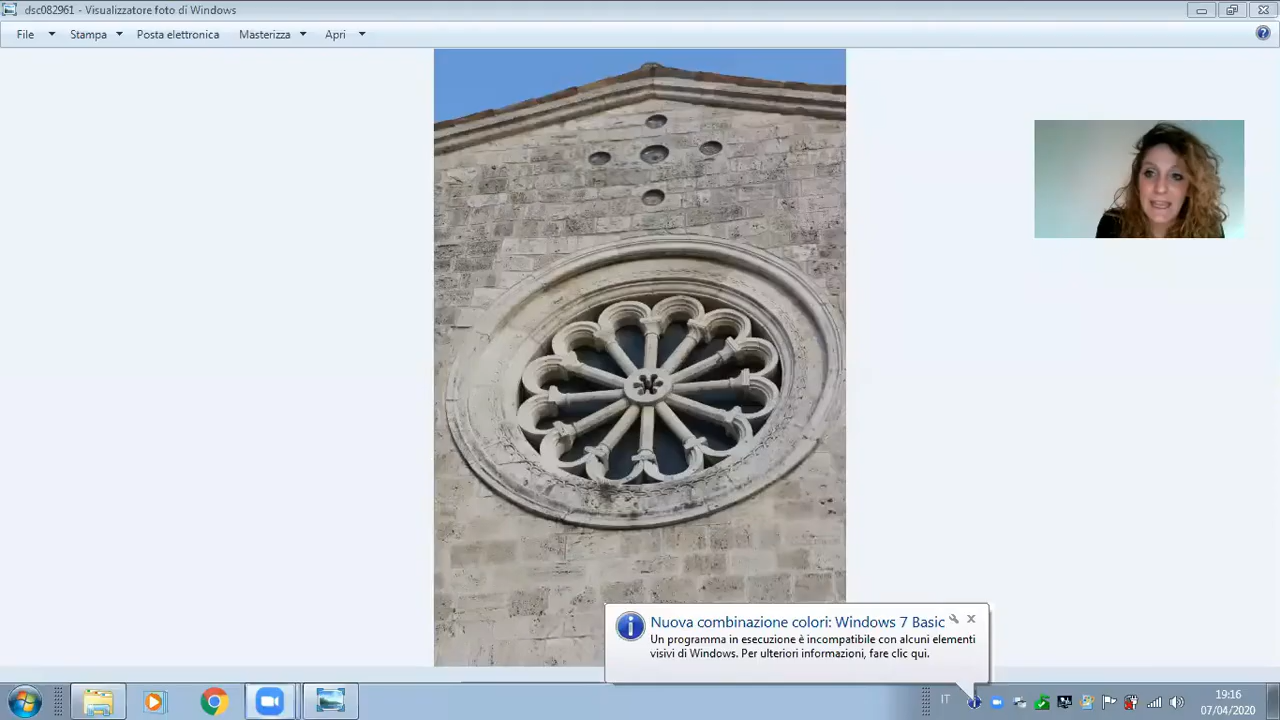 dsc082961 - Visualizzatore foto di Windows
File Stampa Posta elettronica Masterizza Apri
Nuova combinazione colori: Windows 7 Basic
Un programma in esecuzione è incompatibile con alcuni elementi
visivi di Windows. Per ulteriori informazioni, fare clic qui.
IT
19:16
07/04/2020